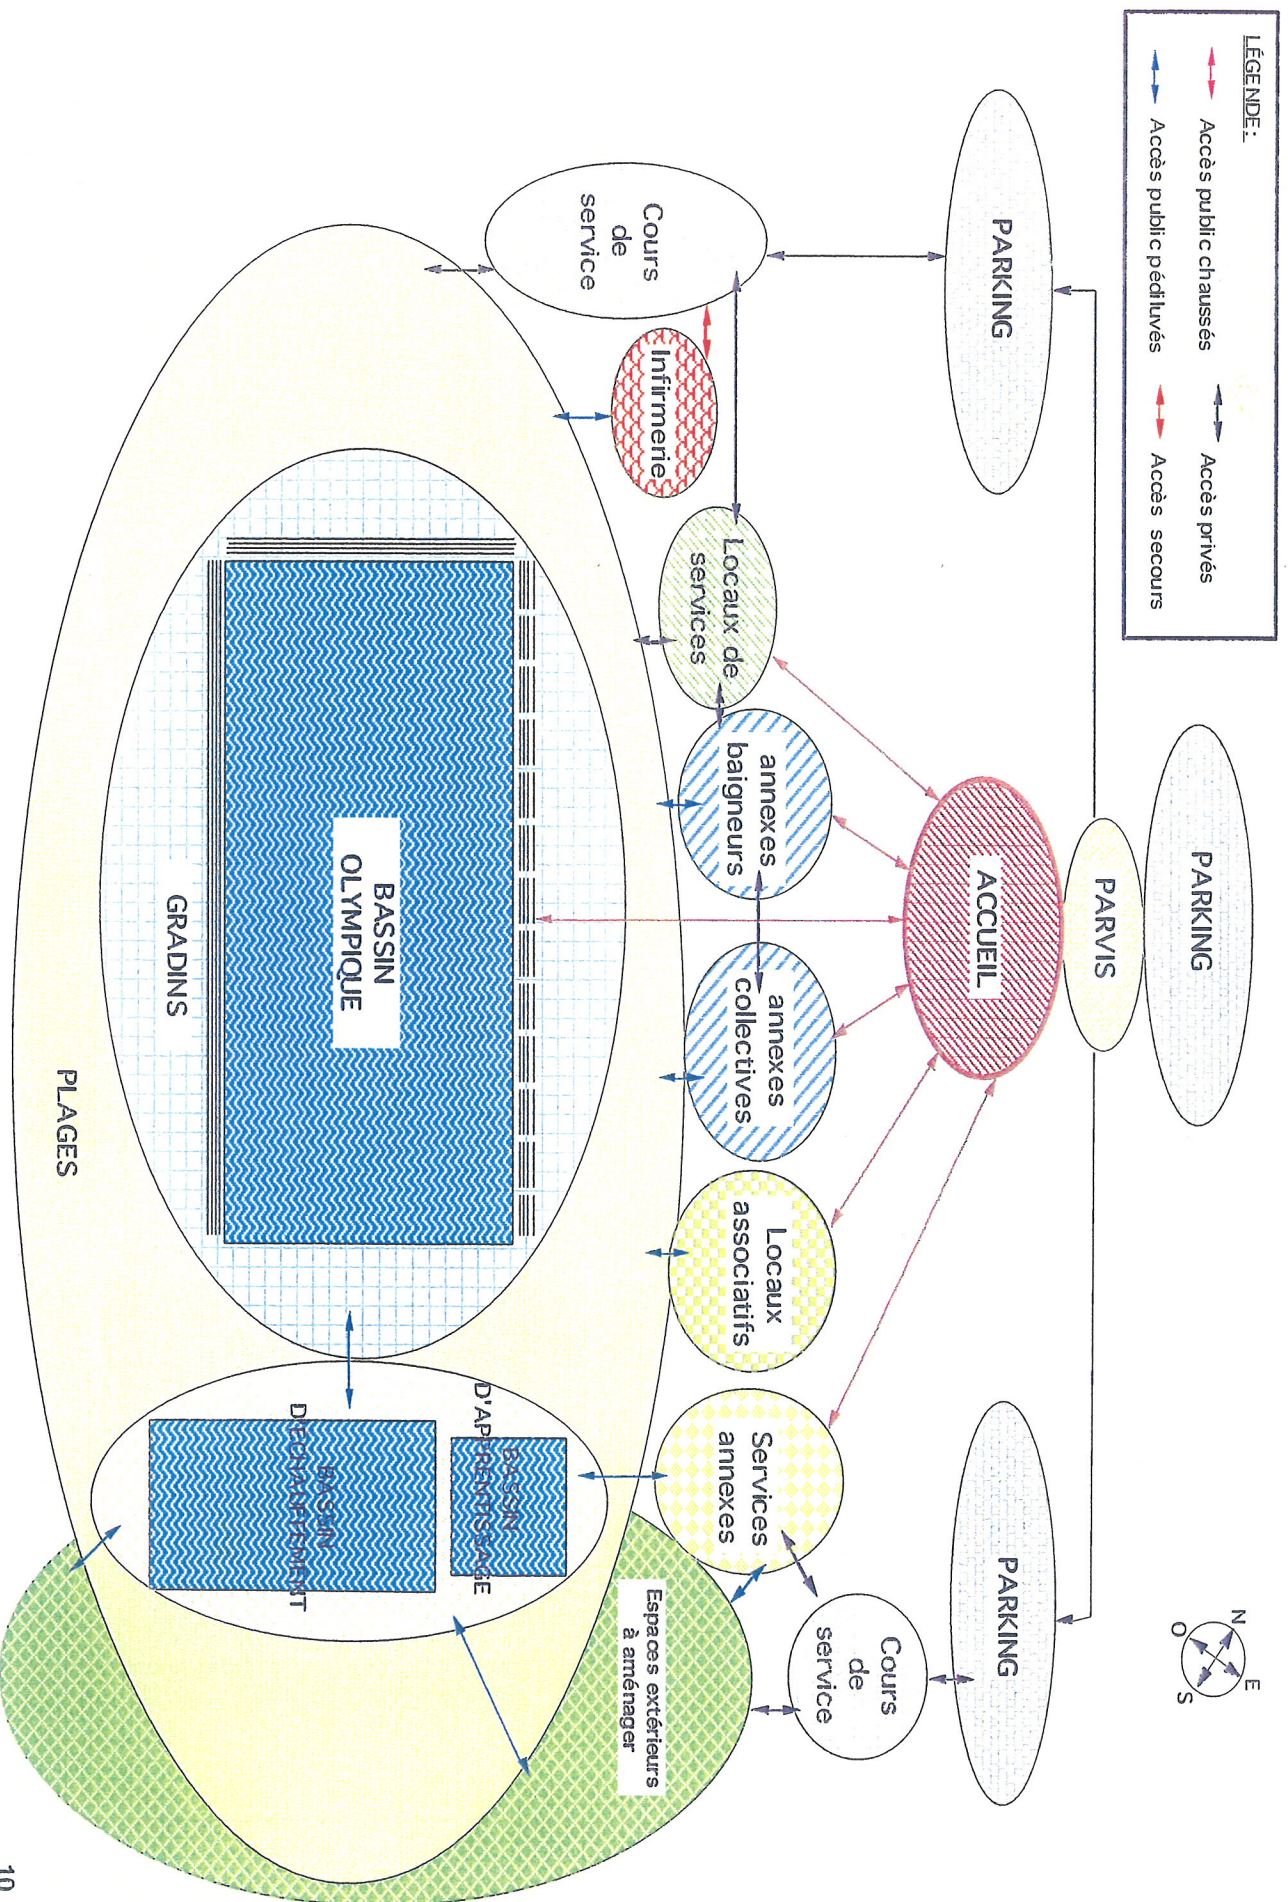 LÉGENDE:
Accès public chaussés
Accès privés
Accès public pédiluvés
Accès secours
PARKING
PARKING
PARKING
PARVIS
ACCUEIL
N
E
O
S
Cours
de
service
Infirmerie
Locaux de
services
annexes
baigneurs
annexes
collectives
Locaux
associatifs
Services
annexes
Cours
de
service
Espaces extérieurs
à aménager
BASSIN
OLYMPIQUE
GRADINS
PLAGES
BASSIN
D'APPRENTISSAGE
BASSIN
D'ECHAUFFEMENT
10